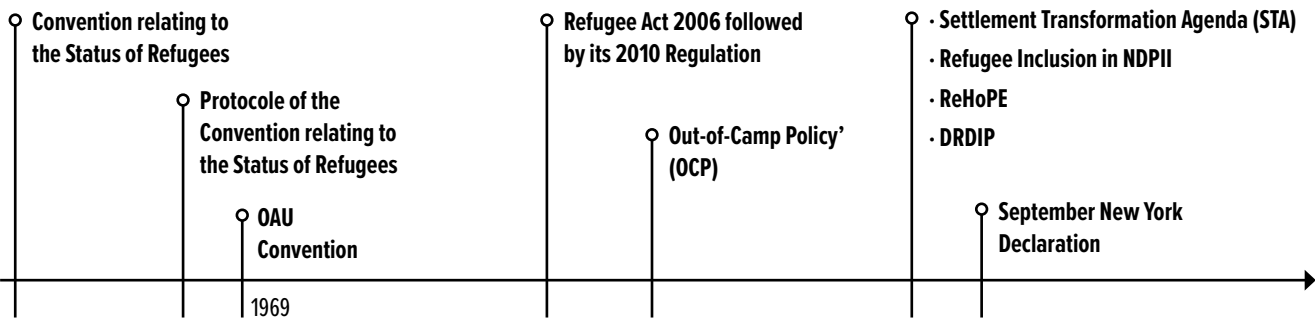 Convention relating to
the Status of Refugees
Protocole of the
Convention relating to
the Status of Refugees
OAU
Convention
1969
Refugee Act 2006 followed
by its 2010 Regulation
Out-of-Camp Policy’
(OCP)
· Settlement Transformation Agenda (STA)
· Refugee Inclusion in NDPII
· ReHoPE
· DRDIP
September New York
Declaration